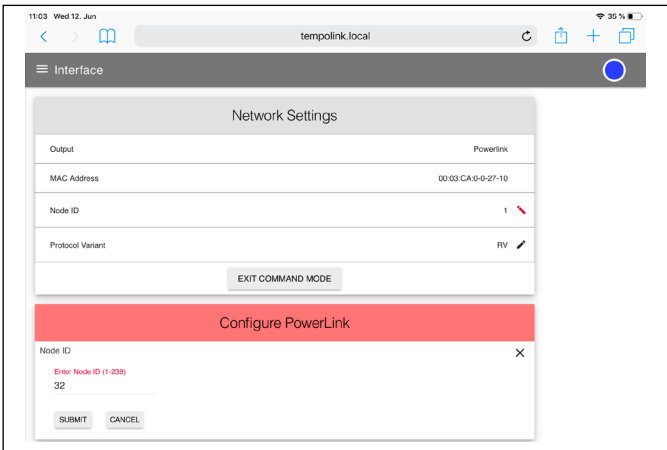 11:03 Wed 12. Jun 35 %
tempolink.local
Interface
Network Settings
Output Powerlink
MAC Address 00:03:CA:0-0-27-10
Node ID 1
Protocol Variant RV
EXIT COMMAND MODE
Configure PowerLink
Node ID
Enter Node ID (1-239)
32
SUBMIT CANCEL